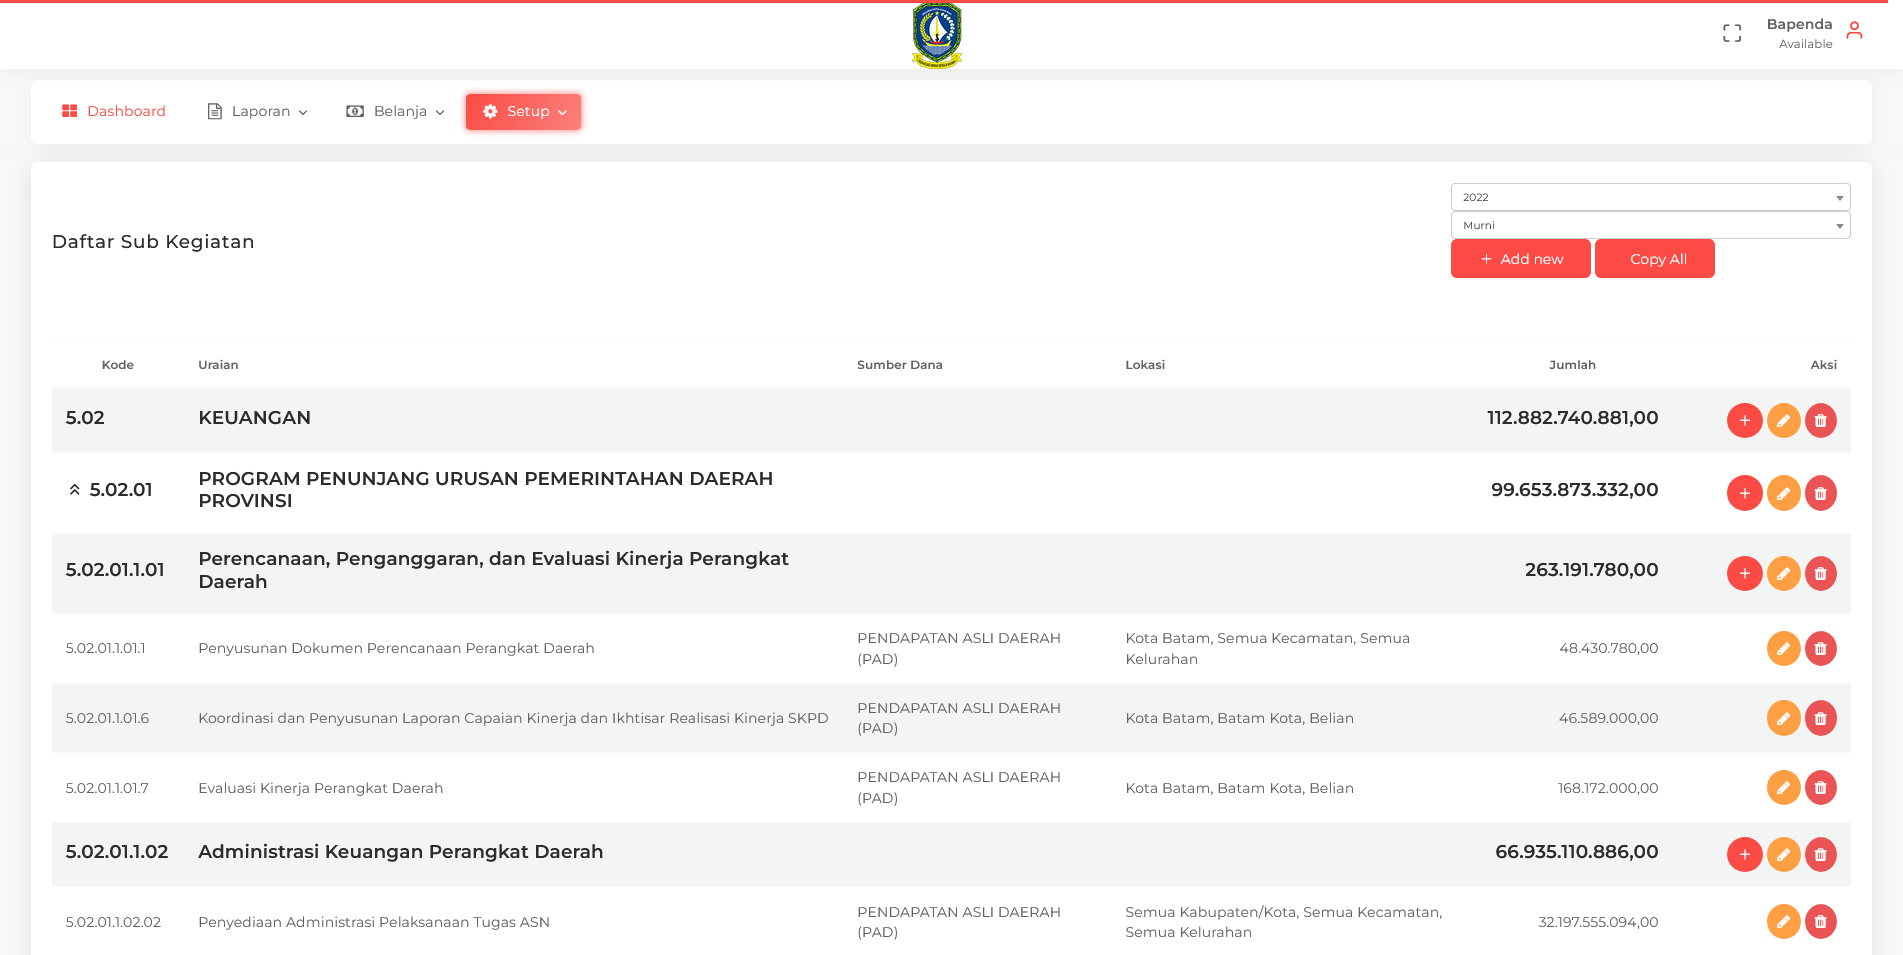 Bapenda
Available
Dashboard
Laporan
Belanja
Setup
2022
Murni
Daftar Sub Kegiatan
+ Add new
Copy All
Kode Uraian Sumber Dana Lokasi Jumlah Aksi
5.02 KEUANGAN 112.882.740.881,00
5.02.01 PROGRAM PENUNJANG URUSAN PEMERINTAHAN DAERAH
PROVINSI 99.653.873.332,00
5.02.01.1.01 Perencanaan, Penganggaran, dan Evaluasi Kinerja Perangkat
Daerah 263.191.780,00
5.02.01.1.01.1 Penyusunan Dokumen Perencanaan Perangkat Daerah
PENDAPATAN ASLI DAERAH
(PAD)
Kota Batam, Semua Kecamatan, Semua
Kelurahan
48.430.780,00
5.02.01.1.01.6 Koordinasi dan Penyusunan Laporan Capaian Kinerja dan Ikhtisar Realisasi Kinerja SKPD
PENDAPATAN ASLI DAERAH
(PAD)
Kota Batam, Batam Kota, Belian
46.589.000,00
5.02.01.1.01.7 Evaluasi Kinerja Perangkat Daerah
PENDAPATAN ASLI DAERAH
(PAD)
Kota Batam, Batam Kota, Belian
168.172.000,00
5.02.01.1.02 Administrasi Keuangan Perangkat Daerah 66.935.110.886,00
5.02.01.1.02.02 Penyediaan Administrasi Pelaksanaan Tugas ASN
PENDAPATAN ASLI DAERAH
(PAD)
Semua Kabupaten/Kota, Semua Kecamatan,
Semua Kelurahan
32.197.555.094,00